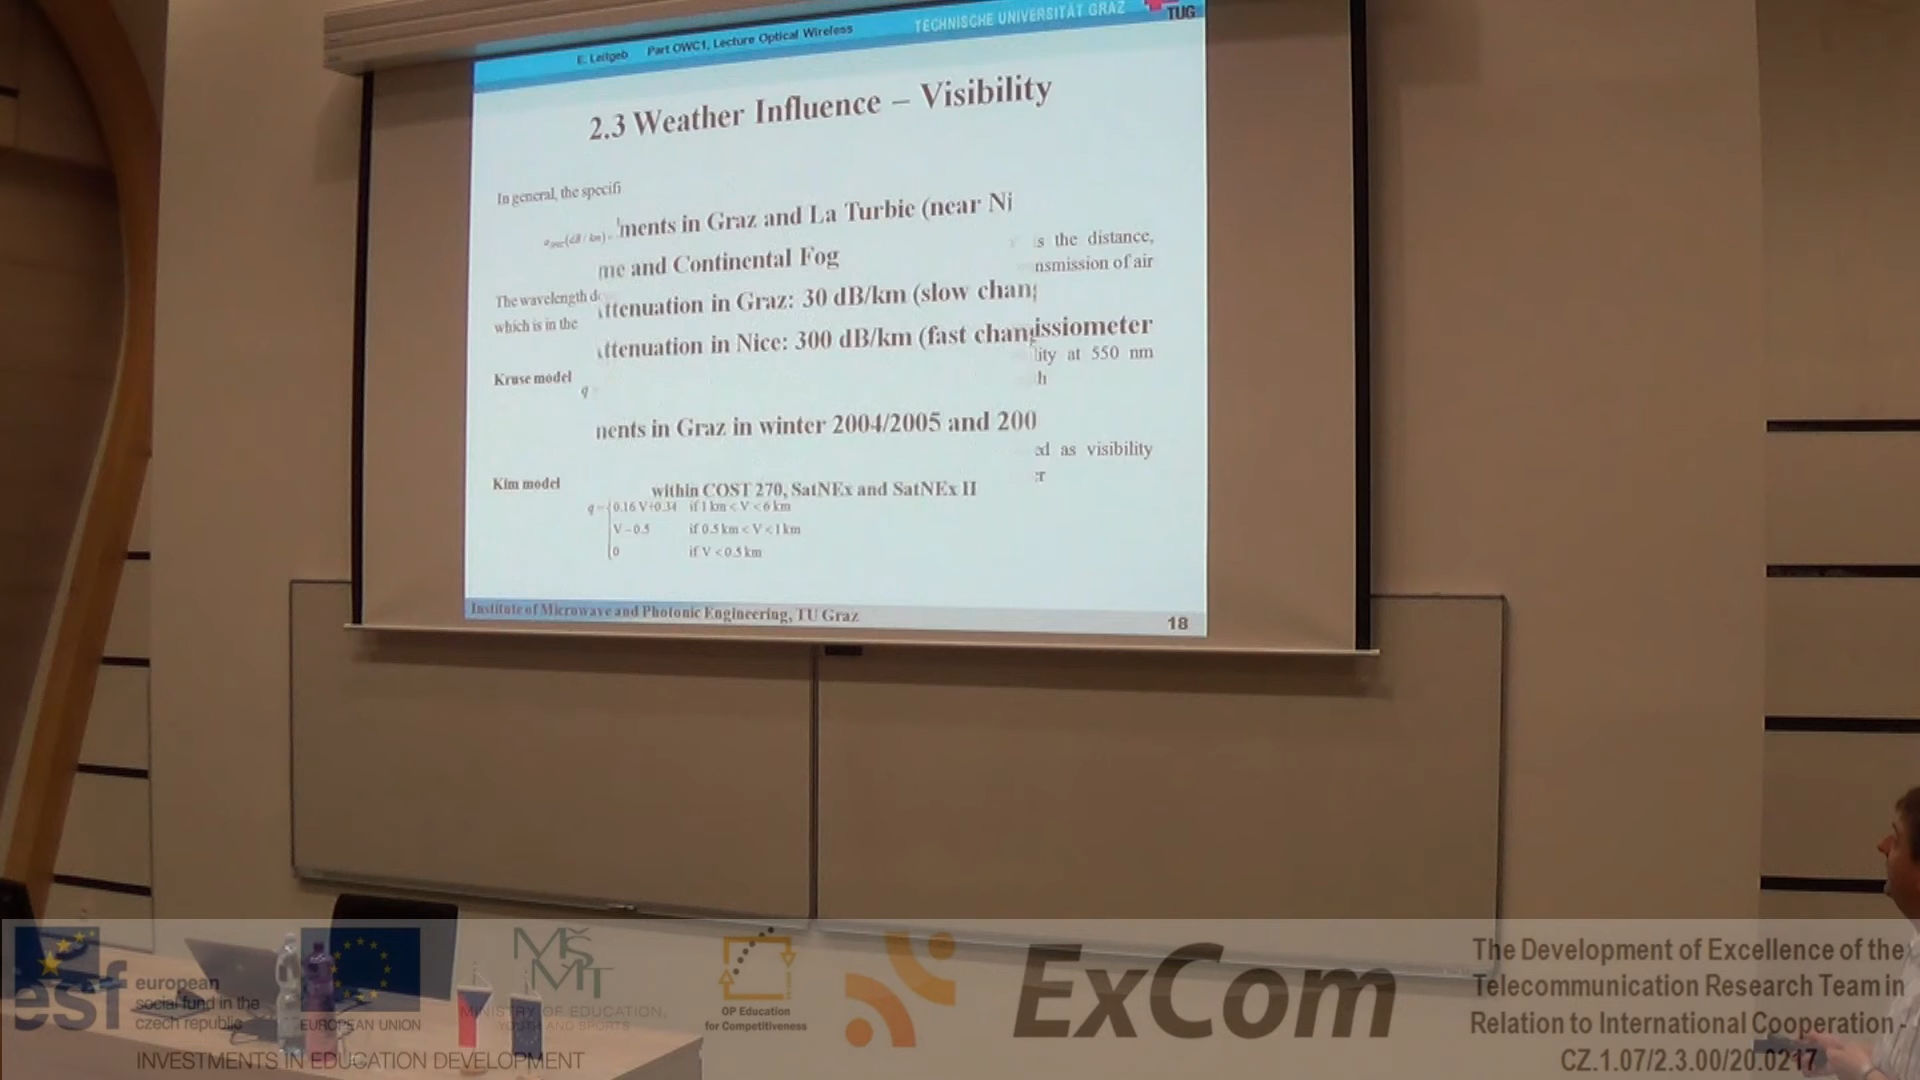 E. Leitgeb Part OWC1, Lecture Optical Wireless TECHNISCHE UNIVERSITÄT GRAZ TUG
2.3 Weather Influence – Visibility
In general, the specifi
ments in Graz and La Turbie (near Ni
s the distance,
me and Continental Fog
nsmission of air
The wavelength d
ttenuation in Graz: 30 dB/km (slow chang
which is in the
ttenuation in Nice: 300 dB/km (fast chang
issiometer
lity at 550 nm
Kruse model
h
q
nents in Graz in winter 2004/2005 and 200
ed as visibility
er
Kim model
within COST 270, SatNEx and SatNEx II
q = 0.16 V+0.34 if 1 km < V < 6 km
V – 0.5 if 0.5 km < V < 1 km
0 if V < 0.5 km
Institute of Microwave and Photonic Engineering, TU Graz
18
esf european
social fund in the
czech republic
EUROPEAN UNION
MŠMT
MINISTRY OF EDUCATION,
YOUTH AND SPORTS
OP Education
for Competitiveness
ExCom
The Development of Excellence of the
Telecommunication Research Team in
Relation to International Cooperation -
CZ.1.07/2.3.00/20.0217
INVESTMENTS IN EDUCATION DEVELOPMENT